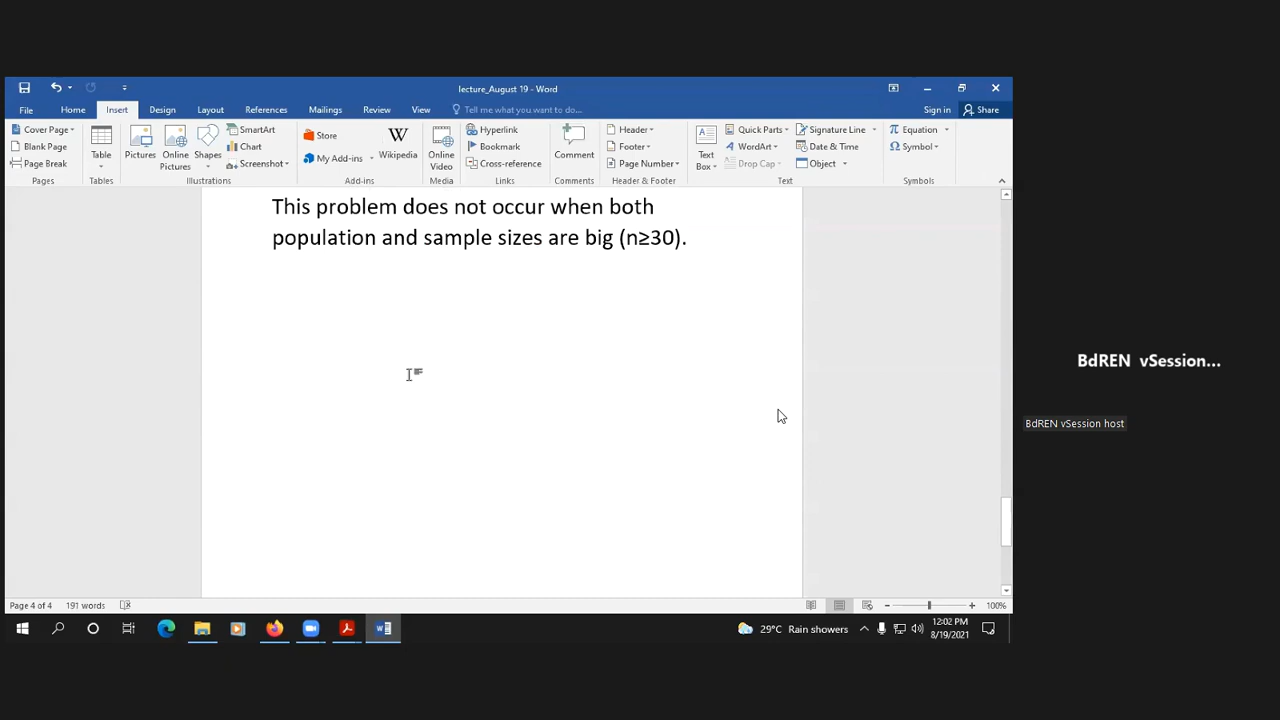 lecture_August 19 - Word
File Home Insert Design Layout References Mailings Review View Tell me what you want to do... Sign in Share
Cover Page
Blank Page
Page Break
Pages
Table
Tables
Pictures
Online Pictures
Shapes
SmartArt
Chart
Screenshot
Illustrations
Store
My Add-ins
W
Wikipedia
Add-ins
Online Video
Media
Hyperlink
Bookmark
Cross-reference
Links
Comment
Comments
Header
Footer
Page Number
Header & Footer
Text Box
Quick Parts
WordArt
Drop Cap
Signature Line
Date & Time
Object
Text
Equation
Symbol
Symbols
This problem does not occur when both
population and sample sizes are big (n≥30).
BdREN vSession...
BdREN vSession host
Page 4 of 4 191 words 100%
29°C Rain showers
12:02 PM
8/19/2021